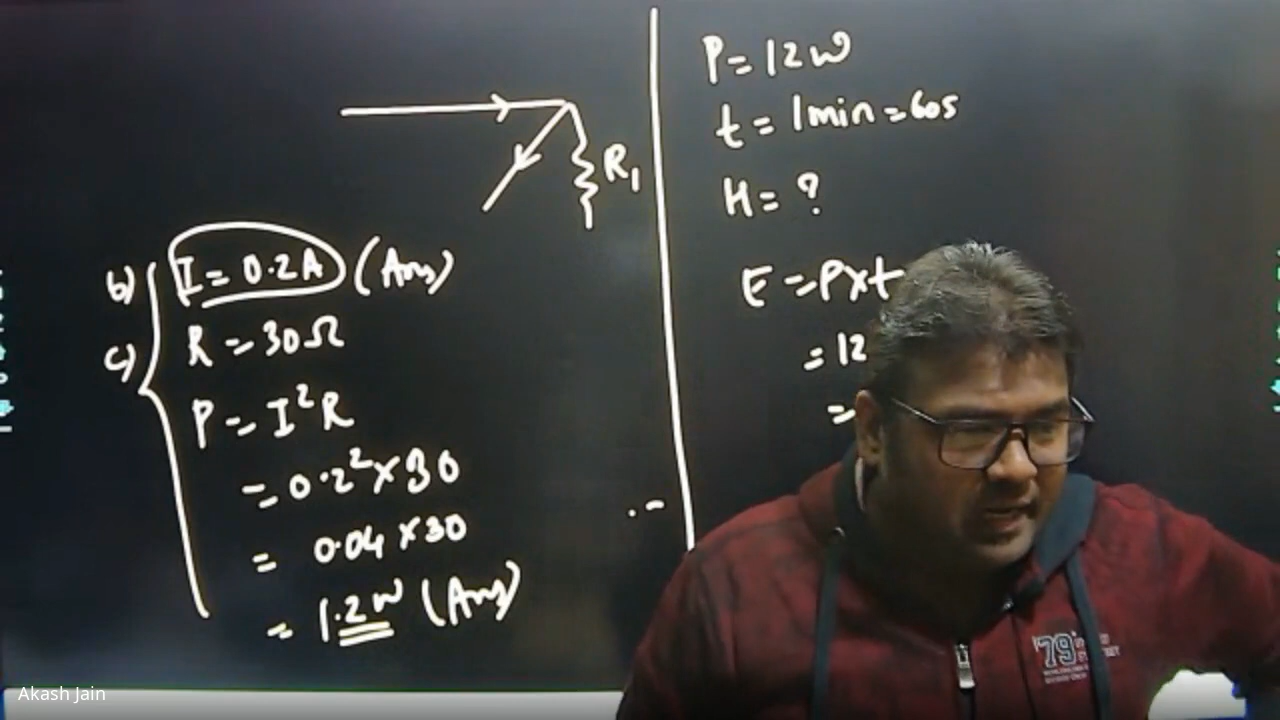 R₁
b) I = 0.2A (Ans)
c) R = 30Ω
P = I²R
= 0.2² × 30
= 0.04 × 30
= 1.2W (Ans)
P = 12W
t = 1min = 60s
H = ?
E = P×t
= 12
=
79
Akash Jain